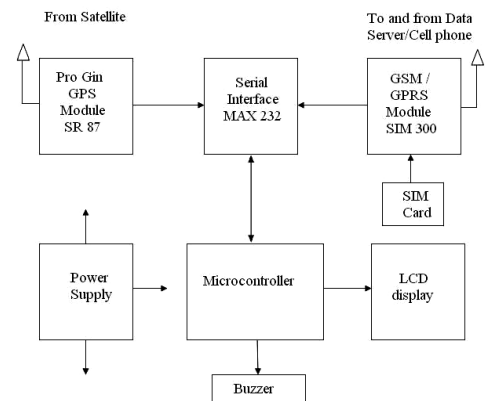 From Satellite
To and from Data
Server/Cell phone
Pro Gin
GPS
Module
SR 87
Serial
Interface
MAX 232
GSM /
GPRS
Module
SIM 300
SIM
Card
Power
Supply
Microcontroller
LCD
display
Buzzer